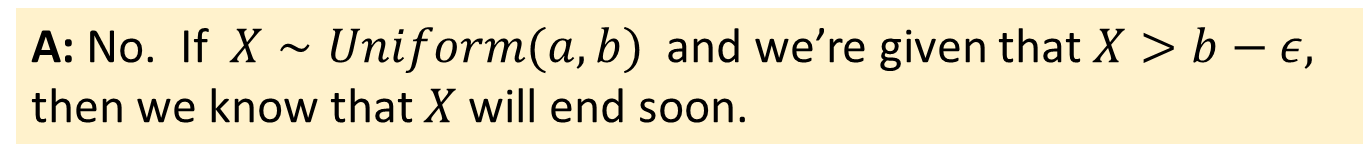 A: No. If X ~ Uniform(a, b) and we’re given that X > b − ϵ,
then we know that X will end soon.